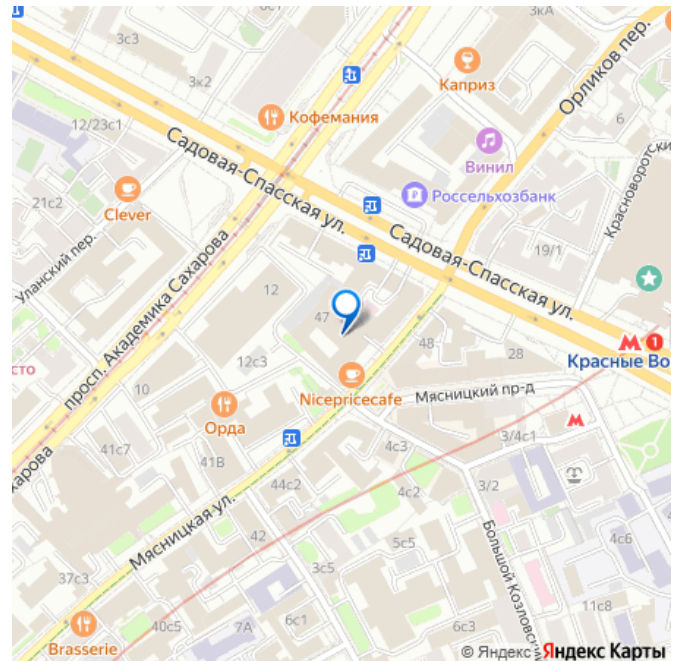 6с1
3с3
3кА
3к2
Каприз
Орликов пер.
6
12/23с1
Кофемания
Винил
Красноворотский
Садовая-Спасская ул.
Россельхозбанк
21с2
Clever
Садовая-Спасская ул.
19/1
Уланский пер.
просп. Академика Сахарова
12
47
48
28
М 1
Красные Во
12с3
сто
10
Nicepricecafe
Мясницкий пр-д
Орда
М
41с7
41В
4с3
3/4с1
Сахарова
44с2
4с2
3/2
Мясницкая ул.
42
Большой Козловский
5с5
4с6
37с3
3с5
11с8
40с5
7А
6с1
6с3
Brasserie
© Яндекс Яндекс Карты